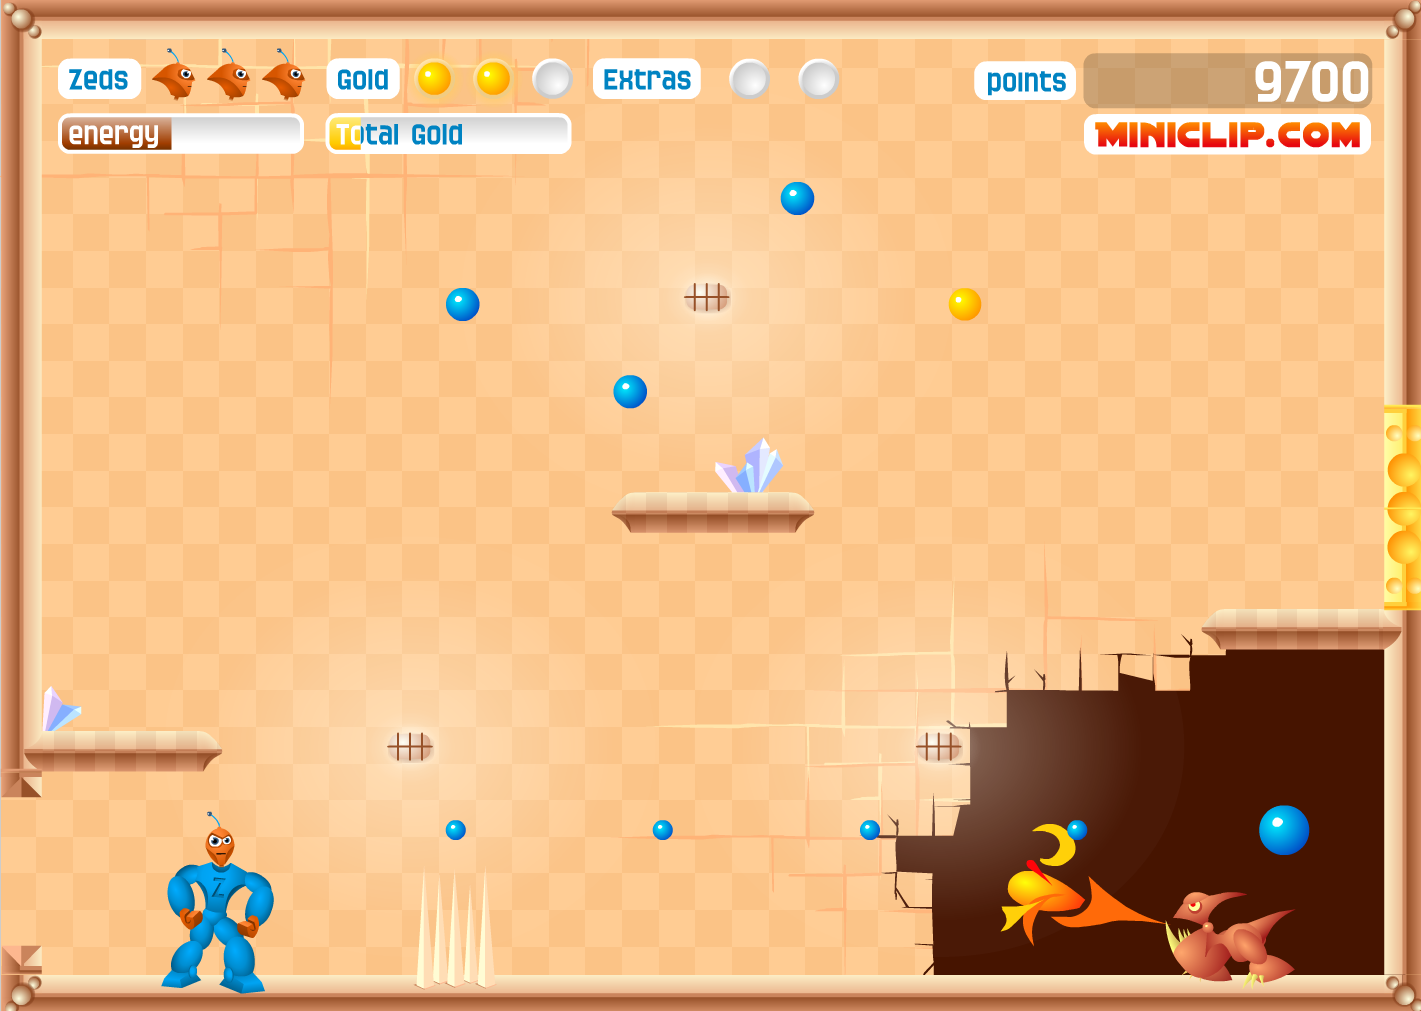 Zeds Gold Extras points 9700
energy Total Gold MINICLIP.COM
Z